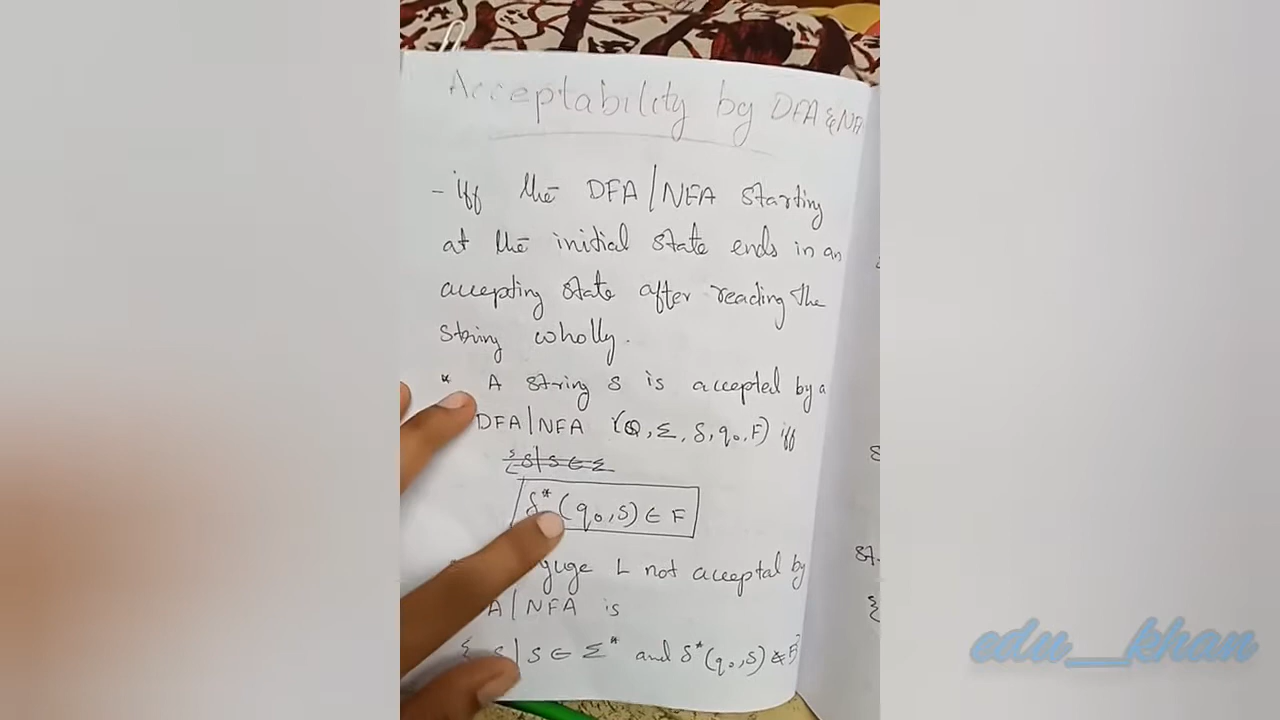 Acceptability by DFA & NFA
- iff the DFA/NFA starting
at the initial state ends in an
accepting state after reading the
string wholly.
* A string S is accepted by a
DFA|NFA (Q, Σ, δ, q₀, F) iff
δ*(q₀, S) ∈ F
L not acceptal by
A/NFA is
{ S | S ∈ Σ* and δ*(q₀, S) ∉ F}
edu__khan